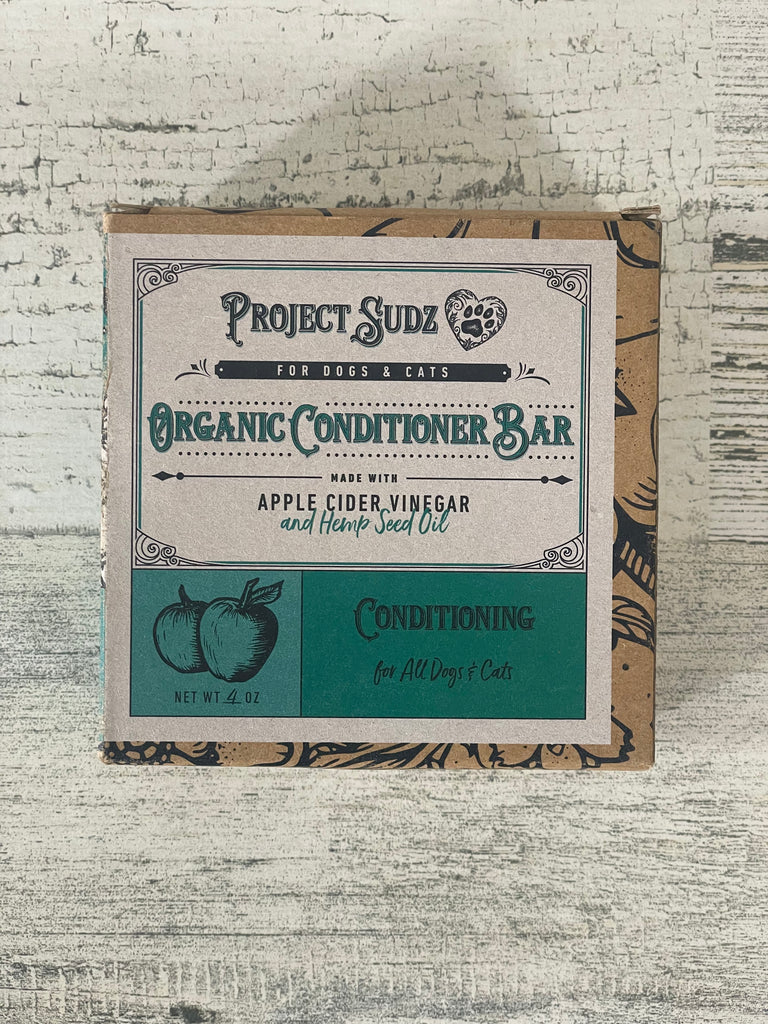 Project Sudz
FOR DOGS & CATS
Organic Conditioner Bar
MADE WITH
APPLE CIDER VINEGAR
and Hemp Seed Oil
Conditioning
for All Dogs & Cats
NET WT 4 OZ